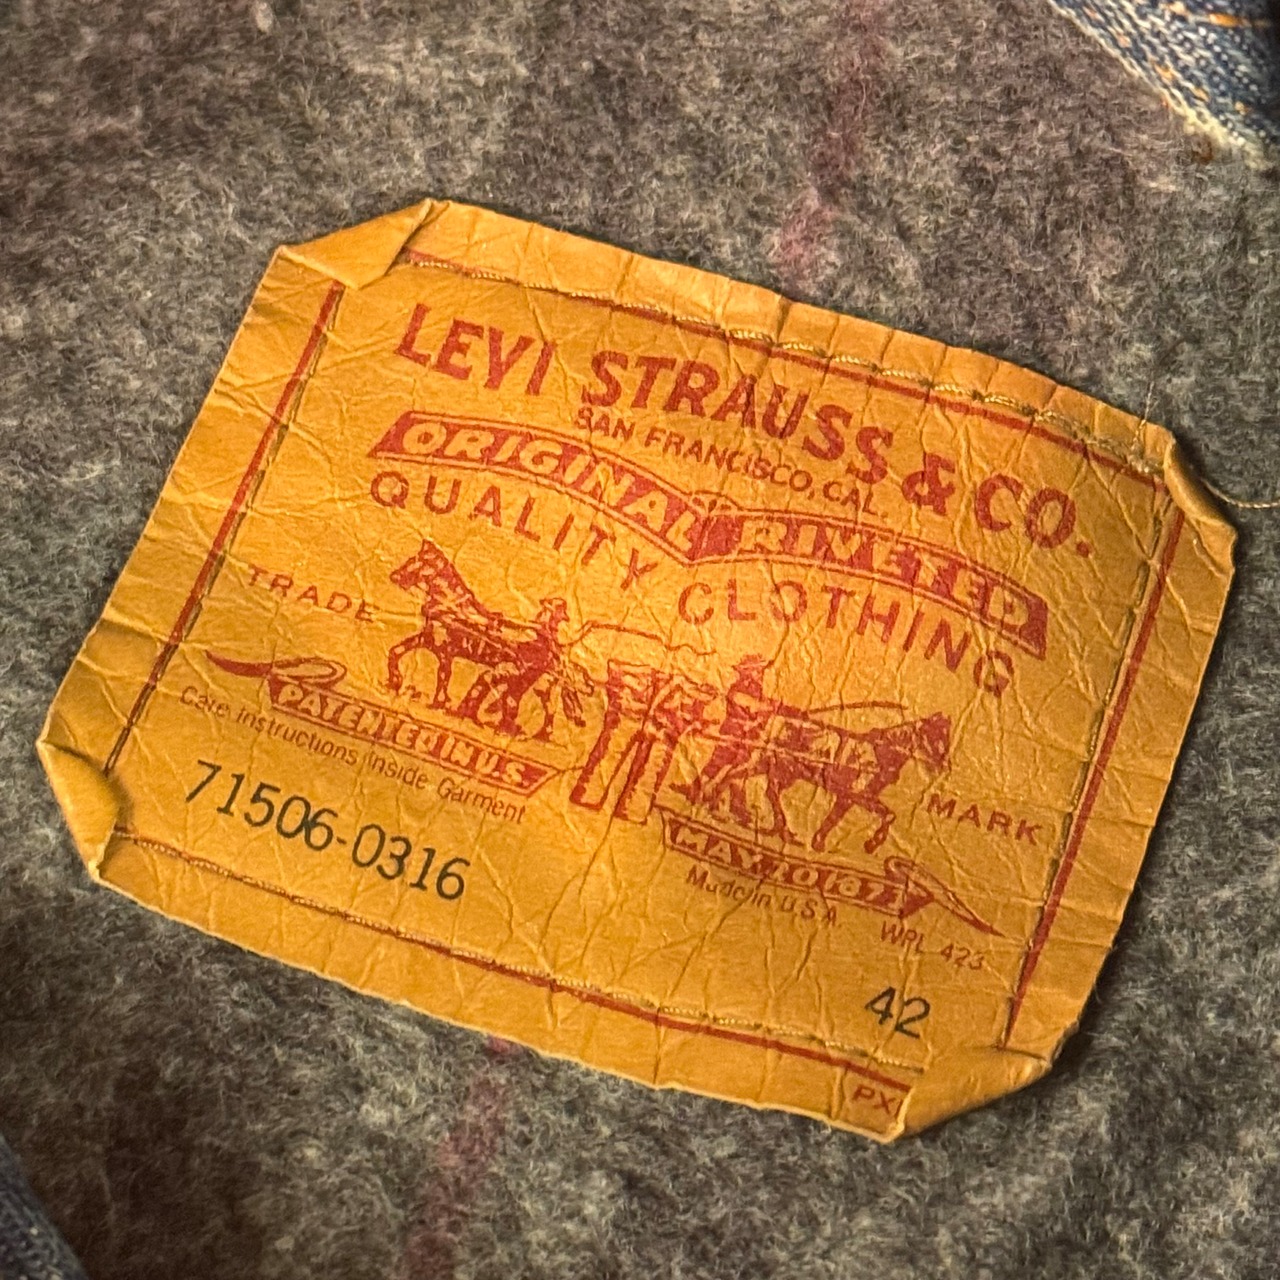 LEVI STRAUSS & CO.
SAN FRANCISCO, CAL.
ORIGINAL RIVETED
QUALITY CLOTHING
TRADE MARK
PATENTED IN U.S.
MAY 20 1873
Care instructions inside Garment
Made in U.S.A. WPL 423
71506-0316
42